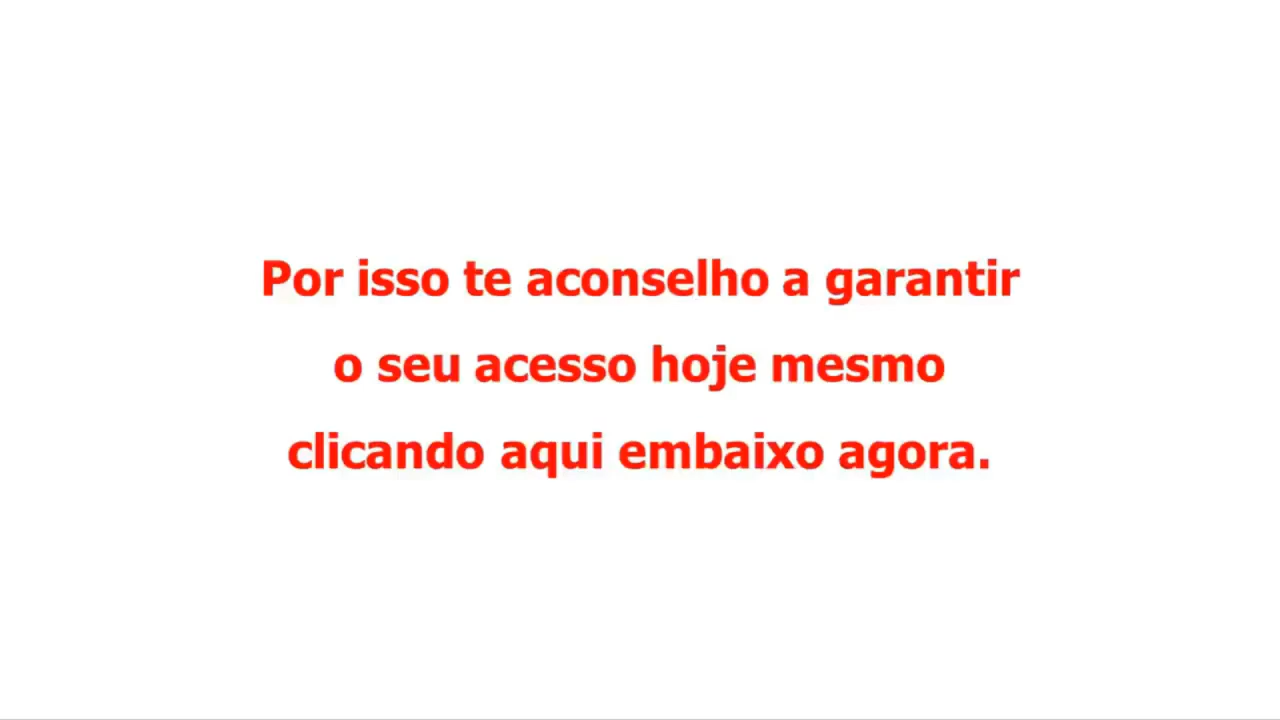 Por isso te aconselho a garantir
o seu acesso hoje mesmo
clicando aqui embaixo agora.